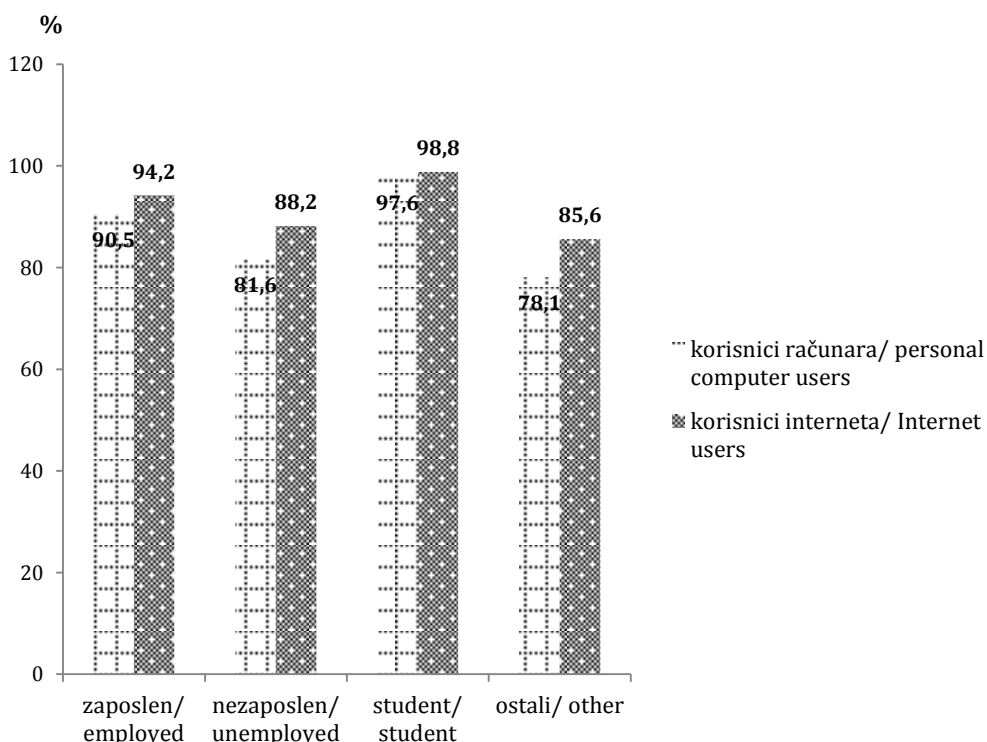 %
120
100
80
60
40
20
0
94,2
90,5
88,2
81,6
98,8
97,6
85,6
78,1
zaposlen/
employed
nezaposlen/
unemployed
student/
student
ostali/ other
korisnici računara/ personal
computer users
korisnici interneta/ Internet
users